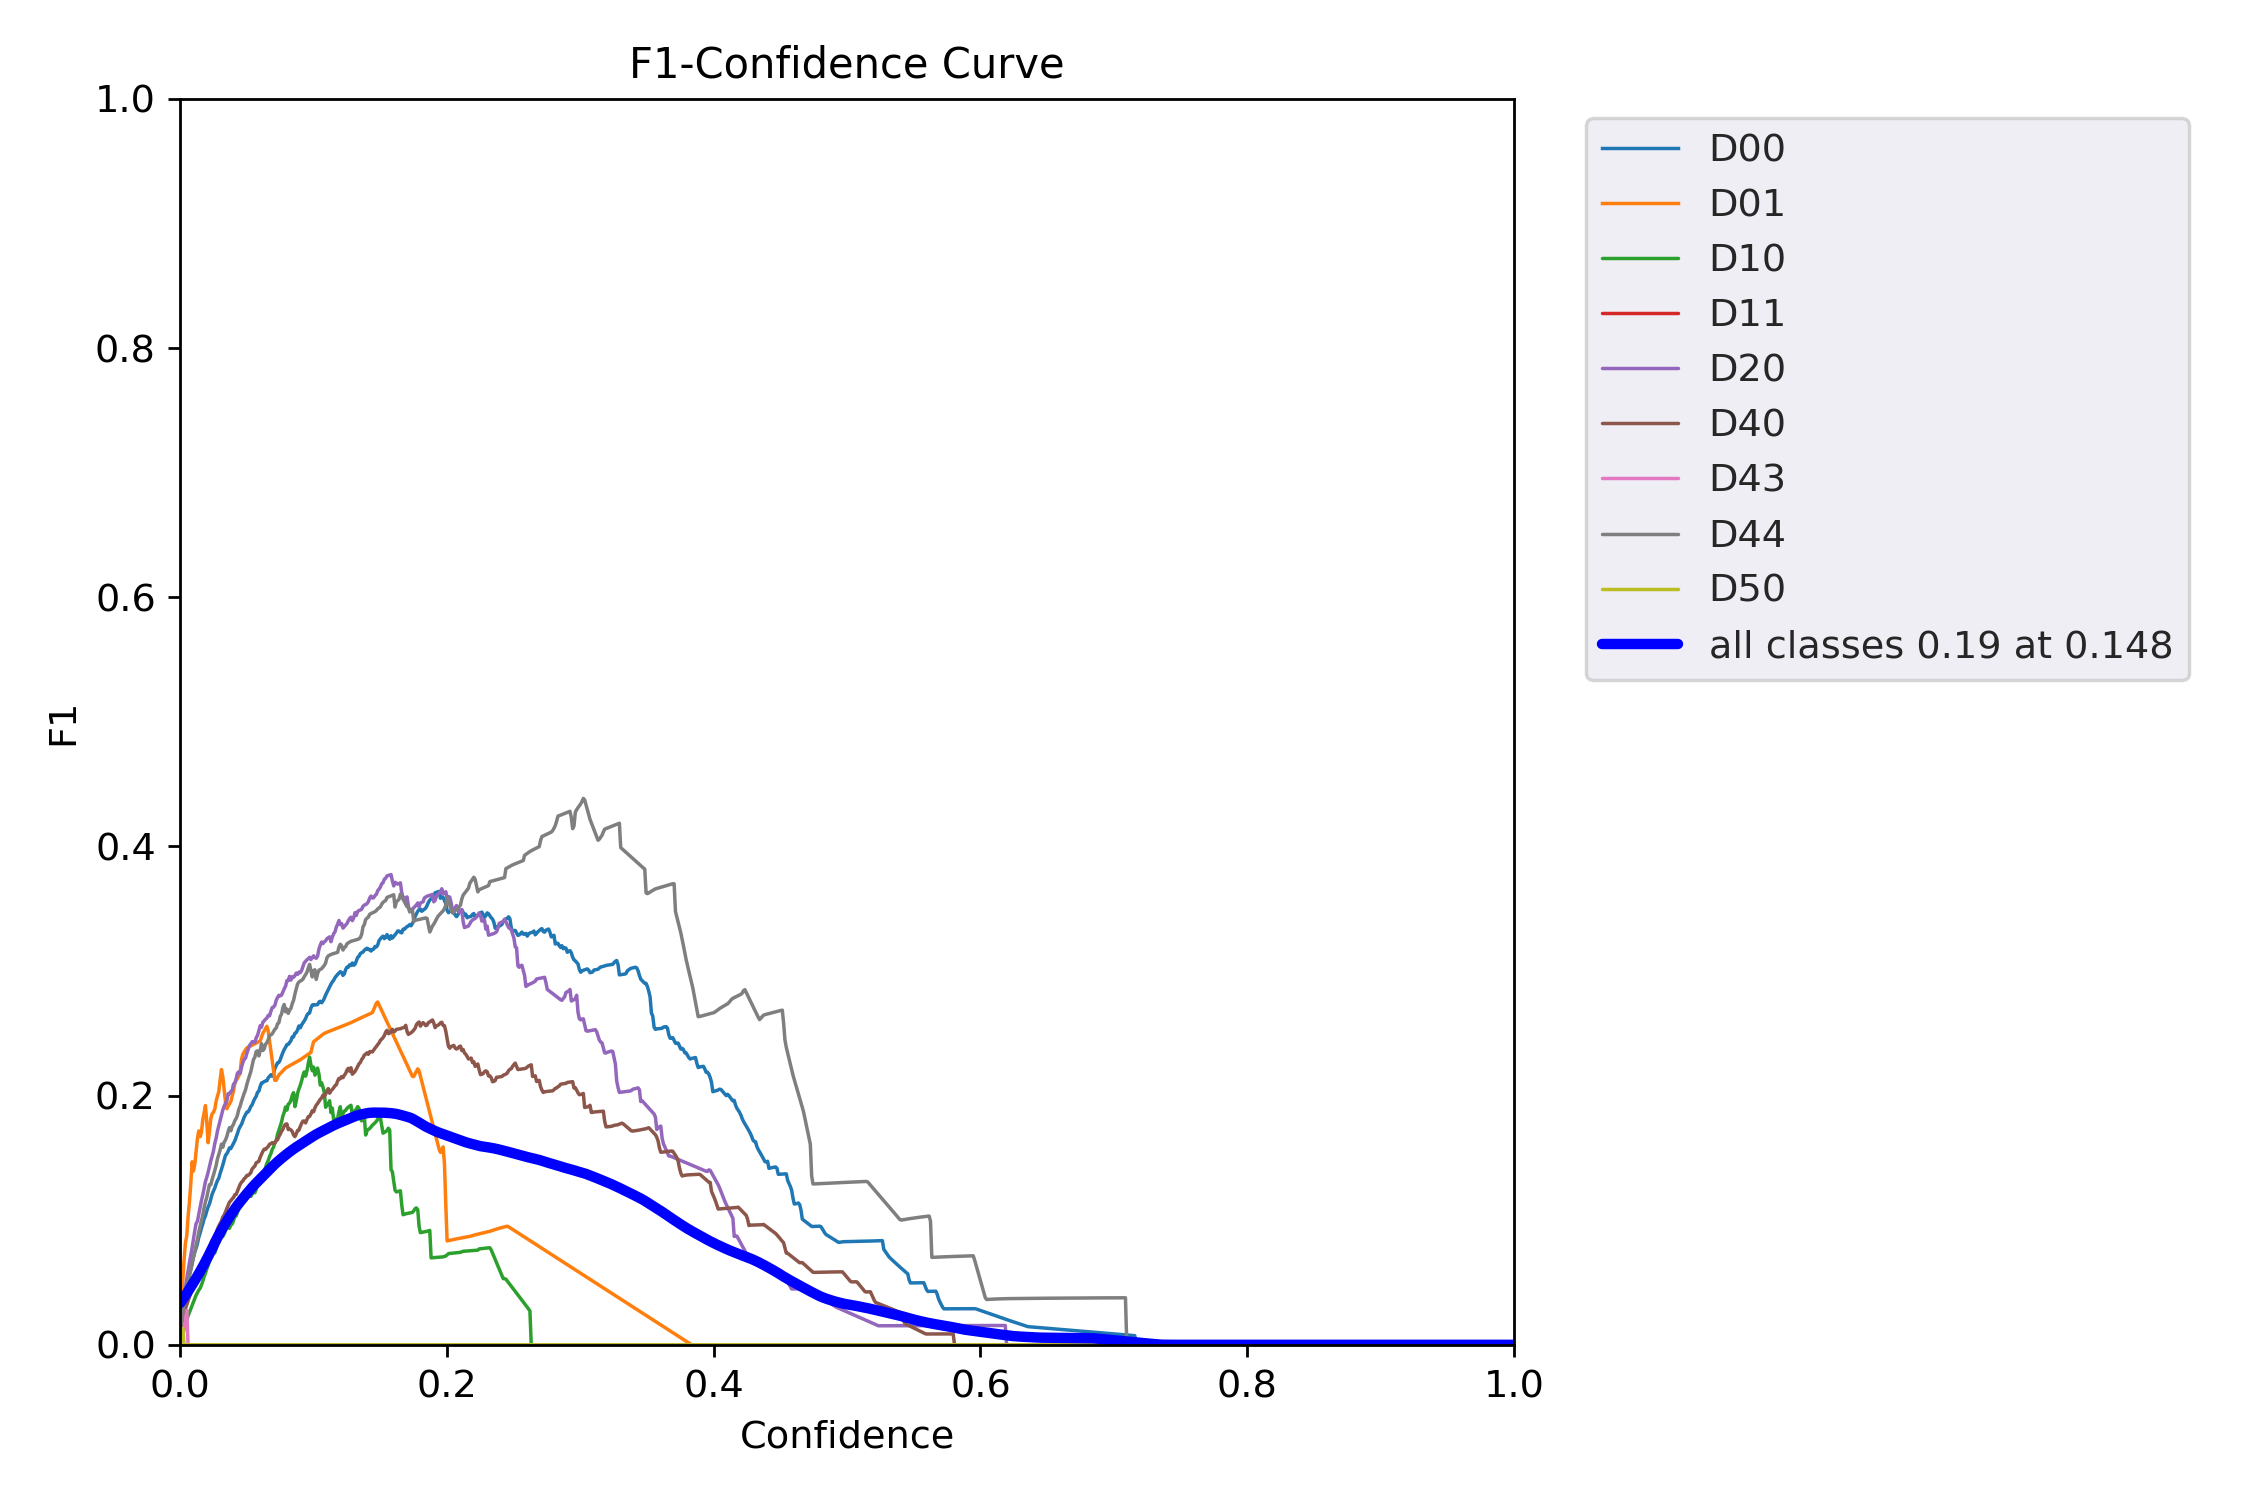 F1-Confidence Curve
1.0
0.8
0.6
0.4
0.2
0.0
F1
0.0 0.2 0.4 0.6 0.8 1.0
Confidence
D00
D01
D10
D11
D20
D40
D43
D44
D50
all classes 0.19 at 0.148